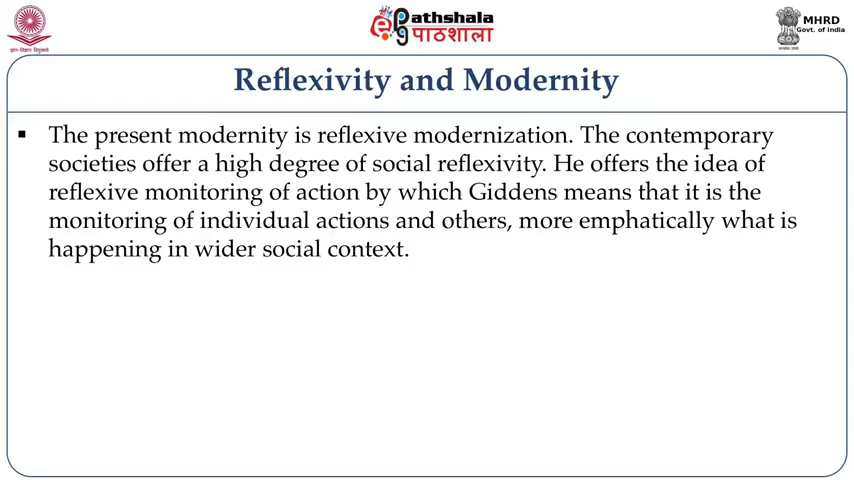 ज्ञान-विज्ञान विमुक्तये
ePathshala
पाठशाला
MHRD
Govt. of India
Reflexivity and Modernity
▪ The present modernity is reflexive modernization. The contemporary
societies offer a high degree of social reflexivity. He offers the idea of
reflexive monitoring of action by which Giddens means that it is the
monitoring of individual actions and others, more emphatically what is
happening in wider social context.